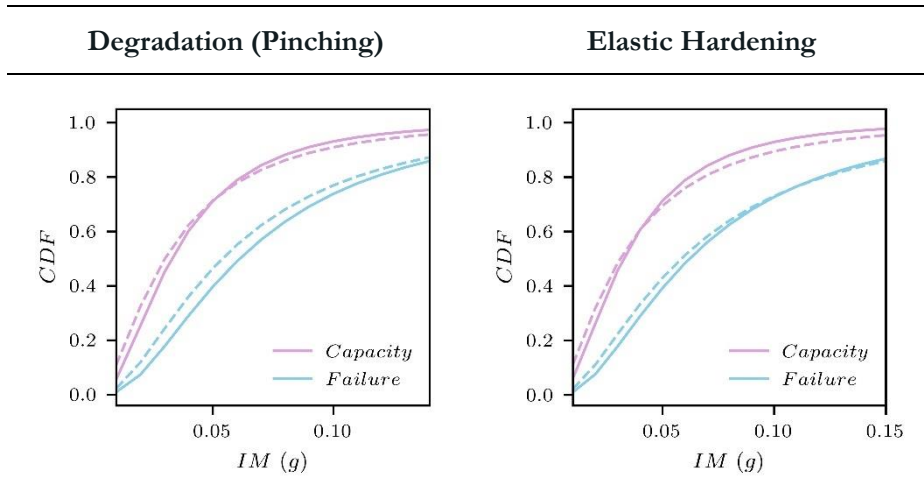 Degradation (Pinching)
Elastic Hardening
1.0
0.8
0.6
0.4
0.2
0.0
CDF
Capacity
Failure
0.05
0.10
IM (g)
1.0
0.8
0.6
0.4
0.2
0.0
CDF
Capacity
Failure
0.05
0.10
0.15
IM (g)